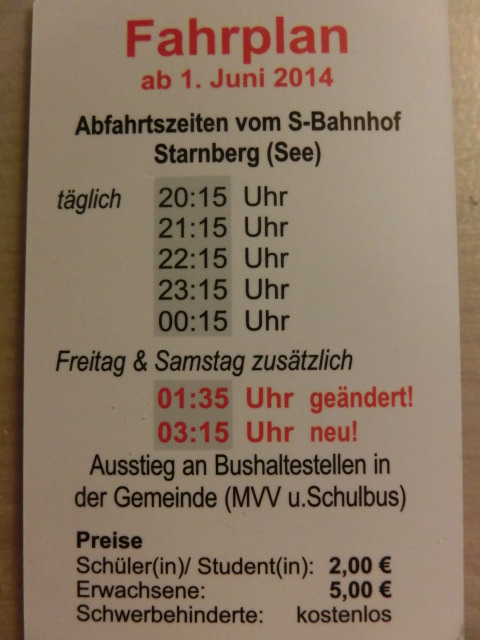 Fahrplan
ab 1. Juni 2014
Abfahrtszeiten vom S-Bahnhof
Starnberg (See)
täglich 20:15 Uhr
21:15 Uhr
22:15 Uhr
23:15 Uhr
00:15 Uhr
Freitag & Samstag zusätzlich
01:35 Uhr geändert!
03:15 Uhr neu!
Ausstieg an Bushaltestellen in
der Gemeinde (MVV u.Schulbus)
Preise
Schüler(in)/ Student(in): 2,00 €
Erwachsene: 5,00 €
Schwerbehinderte: kostenlos